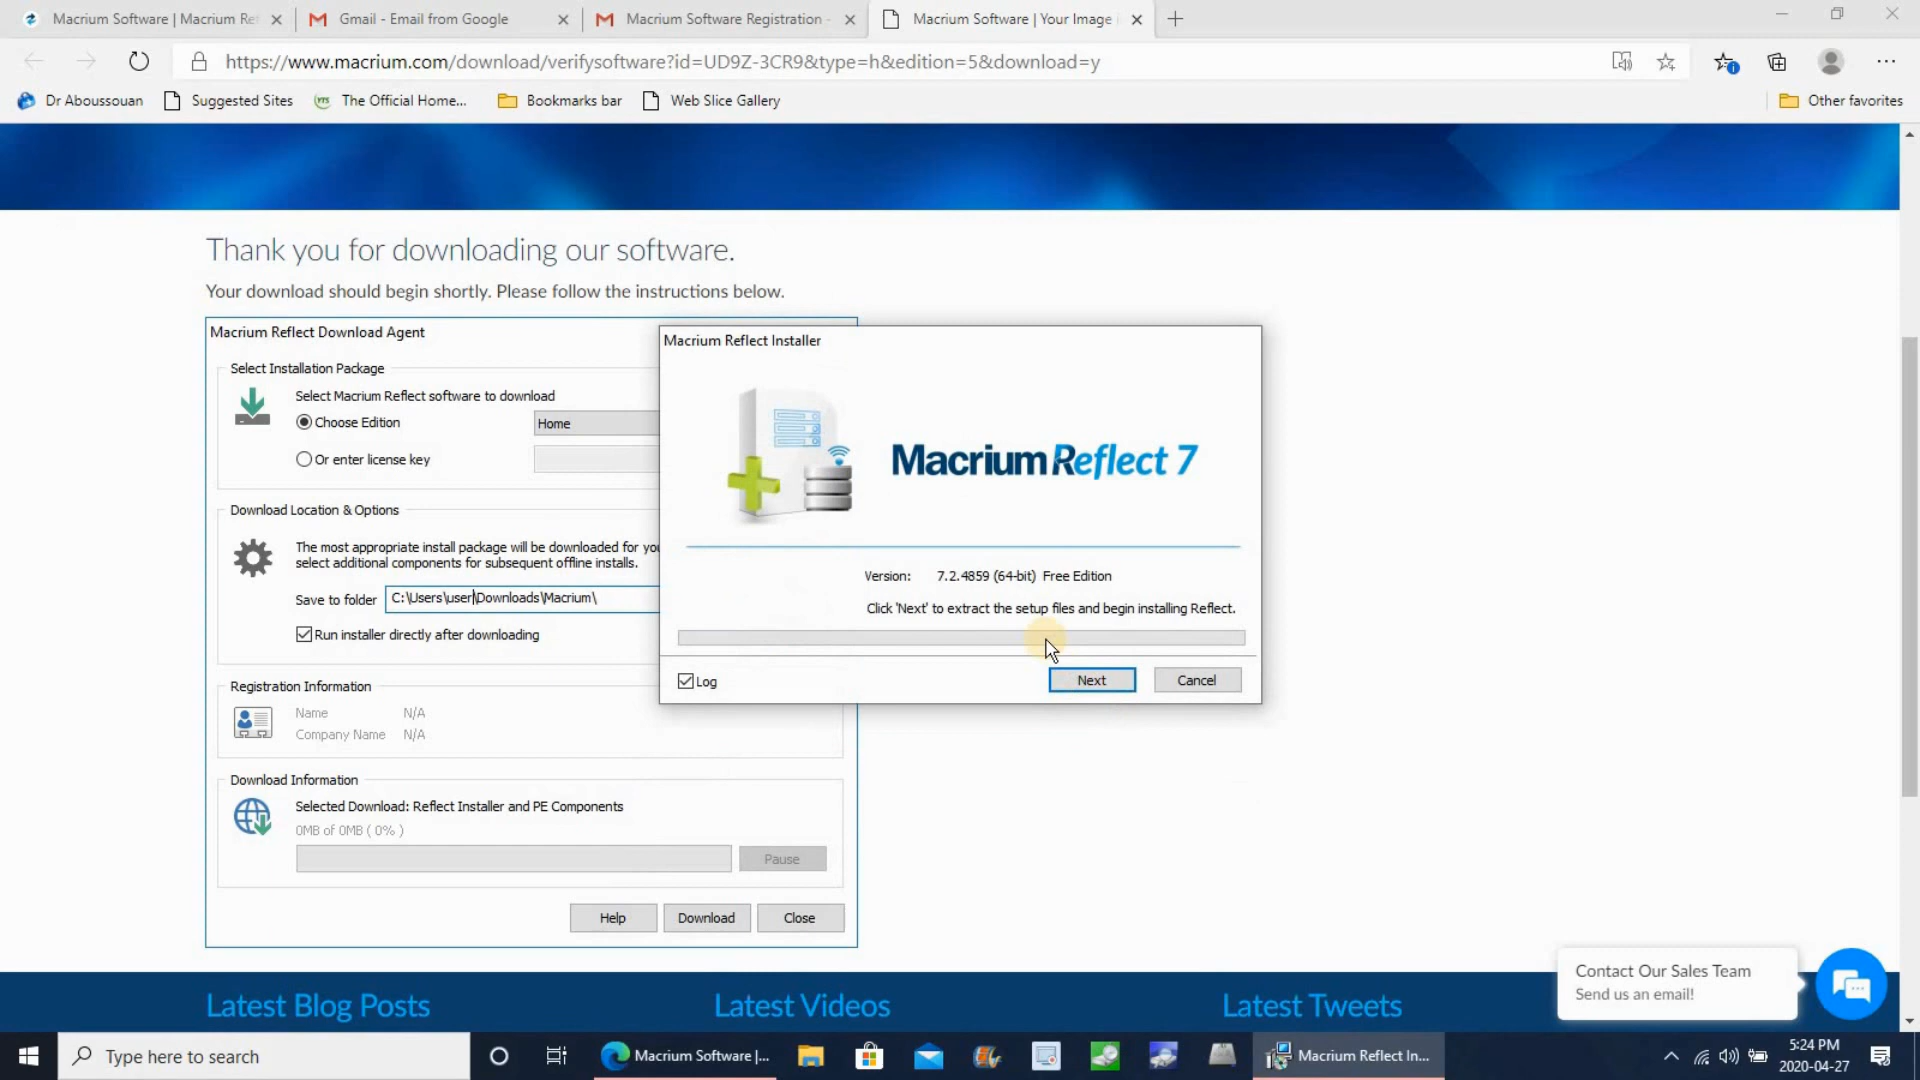 Macrium Software | Macrium Re
Gmail - Email from Google
Macrium Software Registration -
Macrium Software | Your Image i
https://www.macrium.com/download/verifysoftware?id=UD9Z-3CR9&type=h&edition=5&download=y
Dr Aboussouan
Suggested Sites
The Official Home...
Bookmarks bar
Web Slice Gallery
Other favorites
Thank you for downloading our software.
Your download should begin shortly. Please follow the instructions below.
Macrium Reflect Download Agent
Select Installation Package
Select Macrium Reflect software to download
Choose Edition
Home
Or enter license key
Download Location & Options
The most appropriate install package will be downloaded for you
select additional components for subsequent offline installs.
Save to folder
C:\Users\user\Downloads\Macrium\
Run installer directly after downloading
Registration Information
Name N/A
Company Name N/A
Download Information
Selected Download: Reflect Installer and PE Components
0MB of 0MB ( 0% )
Pause
Help
Download
Close
Macrium Reflect Installer
Macrium Reflect 7
Version: 7.2.4859 (64-bit) Free Edition
Click 'Next' to extract the setup files and begin installing Reflect.
Log
Next
Cancel
Latest Blog Posts
Latest Videos
Latest Tweets
Contact Our Sales Team
Send us an email!
Type here to search
Macrium Software |...
Macrium Reflect In...
5:24 PM
2020-04-27